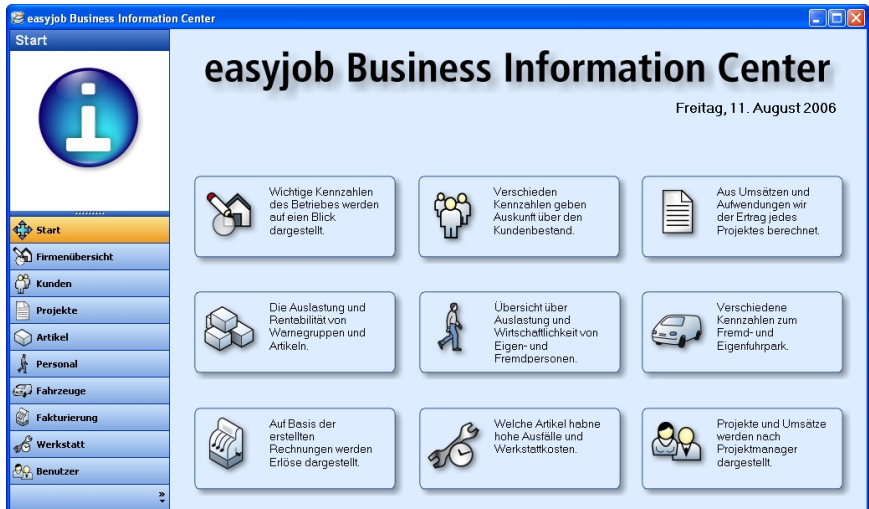 easyjob Business Information Center
Start
easyjob Business Information Center
Freitag, 11. August 2006
Start
Firmenübersicht
Kunden
Projekte
Artikel
Personal
Fahrzeuge
Fakturierung
Werkstatt
Benutzer
Wichtige Kennzahlen
des Betriebes werden
auf eien Blick
dargestellt.
Verschieden
Kennzahlen geben
Auskunft über den
Kundenbestand.
Aus Umsätzen und
Aufwendungen wir
der Ertrag jedes
Projektes berechnet.
Die Auslastung und
Rentabilität von
Warnegruppen und
Artikeln.
Übersicht über
Auslastung und
Wirtschaftlichkeit von
Eigen- und
Fremdpersonen.
Verschiedene
Kennzahlen zum
Fremd- und
Eigenfuhrpark.
Auf Basis der
erstellten
Rechnungen werden
Erlöse dargestellt.
Welche Artikel habne
hohe Ausfälle und
Werkstattkosten.
Projekte und Umsätze
werden nach
Projektmanager
dargestellt.